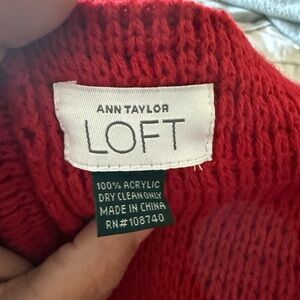 ANN TAYLOR
LOFT
100% ACRYLIC
DRY CLEAN ONLY
MADE IN CHINA
RN#108740